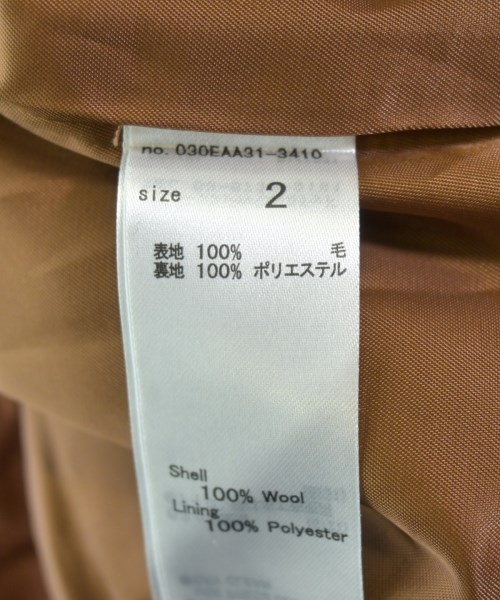 no. 030EAA31-3410
size 2
表地 100% 毛
裏地 100% ポリエステル
Shell
100% Wool
Lining
100% Polyester